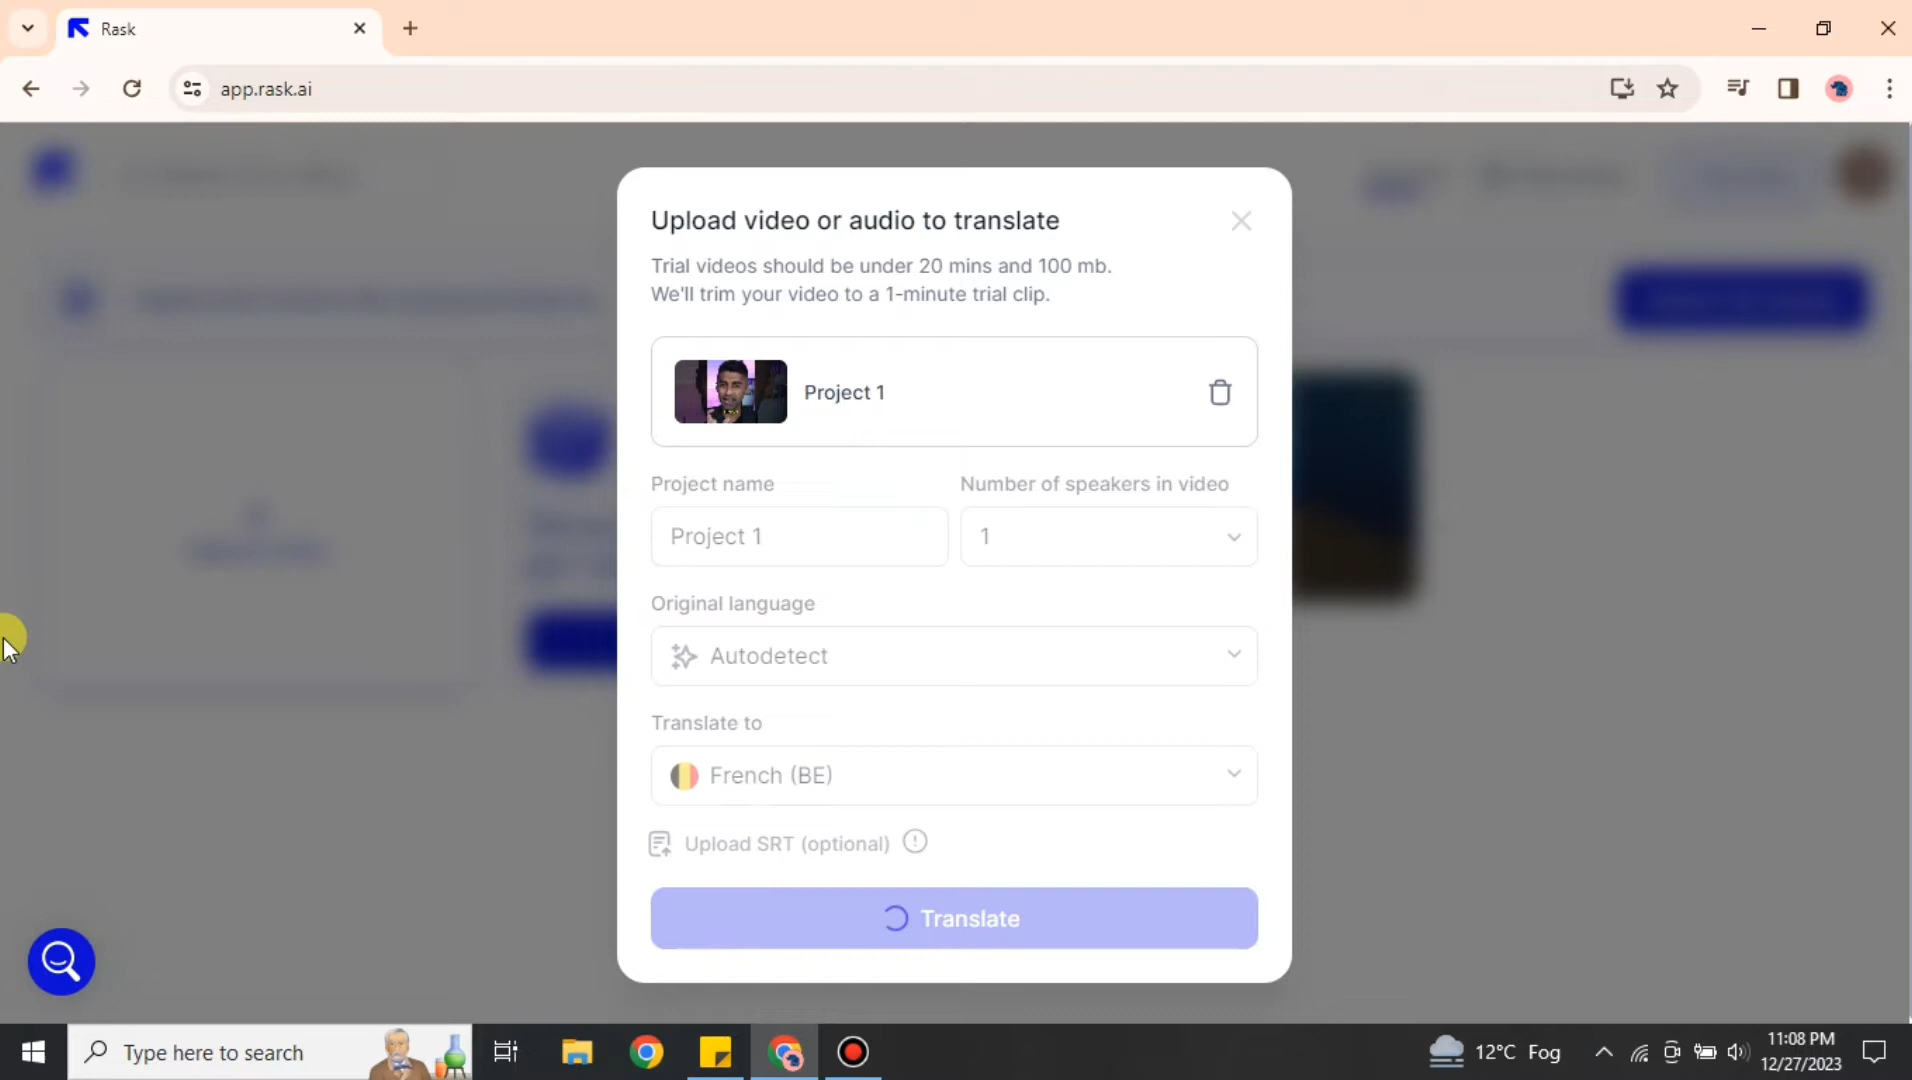 Rask
app.rask.ai
Upload video or audio to translate
Trial videos should be under 20 mins and 100 mb.
We'll trim your video to a 1-minute trial clip.
Project 1
Project name
Number of speakers in video
Project 1
1
Original language
Autodetect
Translate to
French (BE)
Upload SRT (optional)
Translate
Type here to search
12°C Fog
11:08 PM
12/27/2023